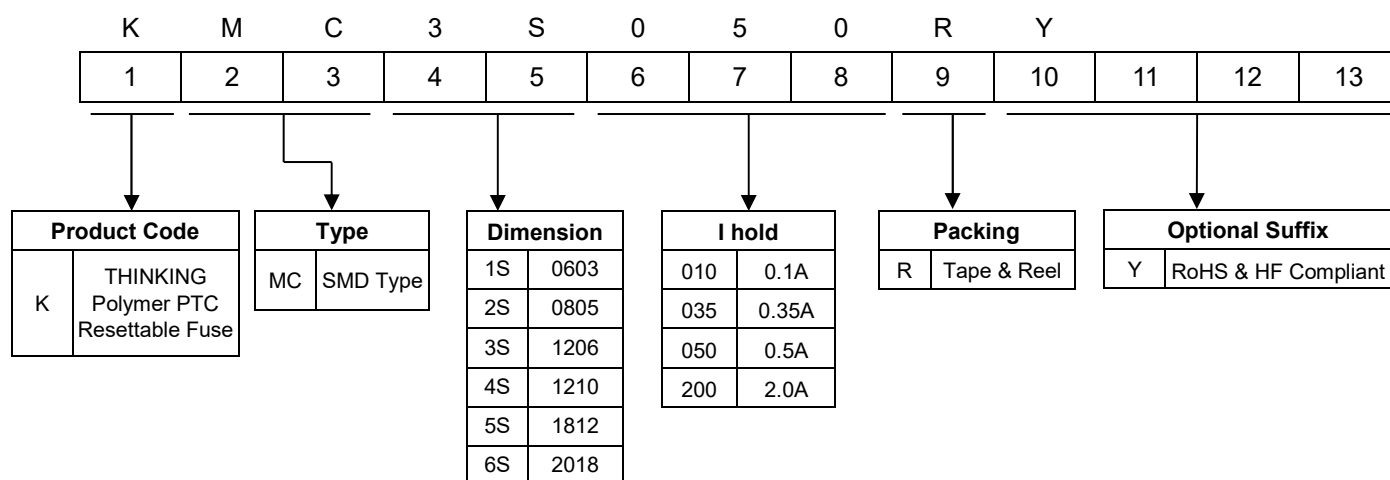 K M C 3 S 0 5 0 R Y
1 2 3 4 5 6 7 8 9 10 11 12 13
Product Code
K
THINKING
Polymer PTC
Resettable Fuse
Type
MC SMD Type
Dimension
1S 0603
2S 0805
3S 1206
4S 1210
5S 1812
6S 2018
I hold
010 0.1A
035 0.35A
050 0.5A
200 2.0A
Packing
R Tape & Reel
Optional Suffix
Y RoHS & HF Compliant